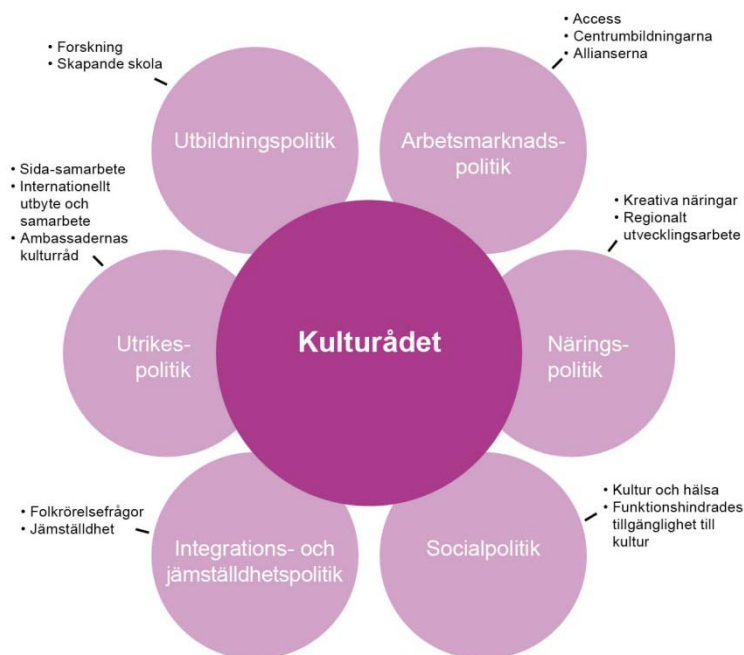 • Forskning
• Skapande skola
• Access
• Centrumbildningarna
• Allianserna
Utbildningspolitik
Arbetsmarknads-
politik
• Sida-samarbete
• Internationellt
utbyte och
samarbete
• Ambassadernas
kulturråd
• Kreativa näringar
• Regionalt
utvecklingsarbete
Utrikes-
politik
Kulturådet
Närings-
politik
• Folkrörelsefrågor
• Jämställdhet
Integrations- och
jämställdhetspolitik
Socialpolitik
• Kultur och hälsa
• Funktionshindrades
tillgänglighet till
kultur